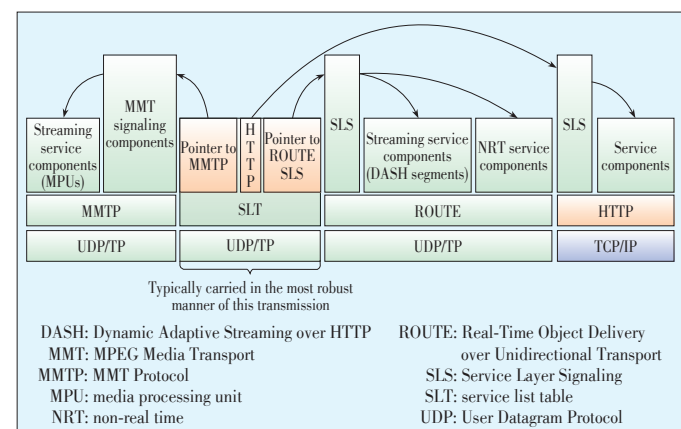 MMT
signaling
components
Streaming
service
components
(MPUs)
Pointer to
MMTP
H
T
T
P
Pointer to
ROUTE
SLS
SLS
Streaming service
components
(DASH segments)
NRT service
components
SLS
Service
components
MMTP
SLT
ROUTE
HTTP
UDP/TP
UDP/TP
UDP/TP
TCP/IP
Typically carried in the most robust
manner of this transmission
DASH: Dynamic Adaptive Streaming over HTTP
MMT: MPEG Media Transport
MMTP: MMT Protocol
MPU: media processing unit
NRT: non-real time
ROUTE: Real-Time Object Delivery
over Unidirectional Transport
SLS: Service Layer Signaling
SLT: service list table
UDP: User Datagram Protocol